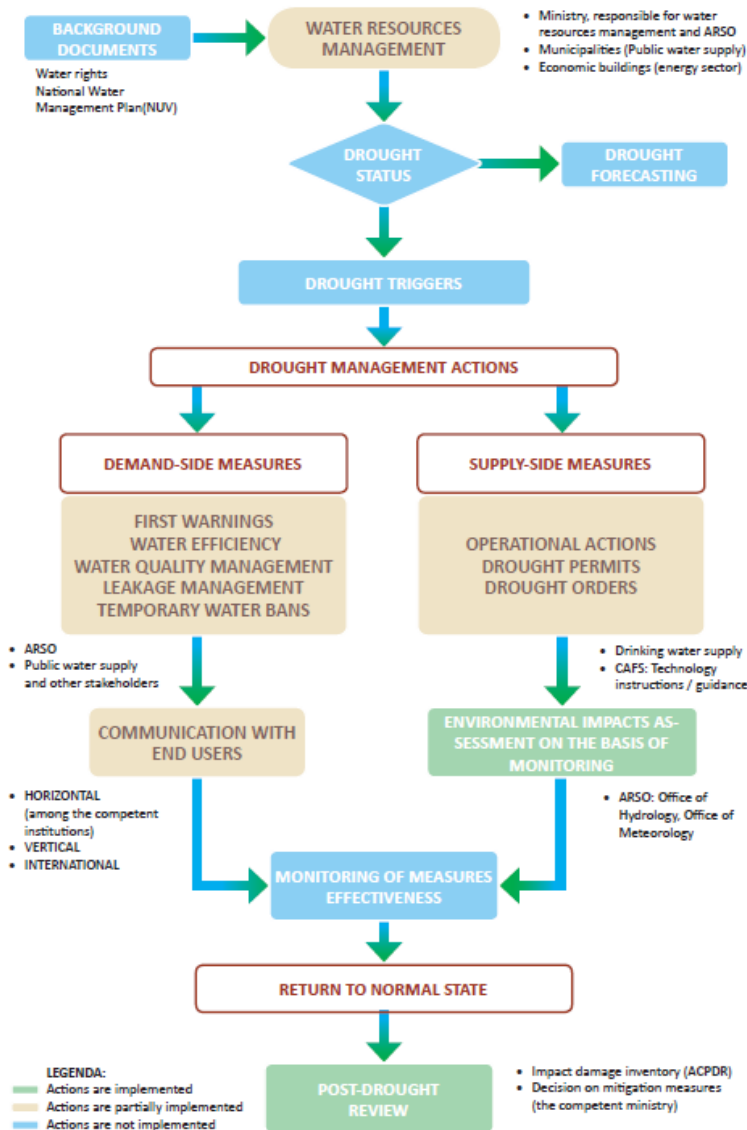 BACKGROUND
DOCUMENTS
Water rights
National Water
Management Plan(NUV)
WATER RESOURCES
MANAGEMENT
• Ministry, responsible for water
resources management and ARSO
• Municipalities (Public water supply)
• Economic buildings (energy sector)
DROUGHT
STATUS
DROUGHT
FORECASTING
DROUGHT TRIGGERS
DROUGHT MANAGEMENT ACTIONS
DEMAND-SIDE MEASURES
SUPPLY-SIDE MEASURES
FIRST WARNINGS
WATER EFFICIENCY
WATER QUALITY MANAGEMENT
LEAKAGE MANAGEMENT
TEMPORARY WATER BANS
OPERATIONAL ACTIONS
DROUGHT PERMITS
DROUGHT ORDERS
• ARSO
• Public water supply
and other stakeholders
• Drinking water supply
• CAFS: Technology
instructions / guidance
COMMUNICATION WITH
END USERS
ENVIRONMENTAL IMPACTS AS-
SESSMENT ON THE BASIS OF
MONITORING
• HORIZONTAL
(among the competent
institutions)
• VERTICAL
• INTERNATIONAL
• ARSO: Office of
Hydrology, Office of
Meteorology
MONITORING OF MEASURES
EFFECTIVENESS
RETURN TO NORMAL STATE
LEGENDA:
Actions are implemented
Actions are partially implemented
Actions are not implemented
POST-DROUGHT
REVIEW
• Impact damage inventory (ACPDR)
• Decision on mitigation measures
(the competent ministry)